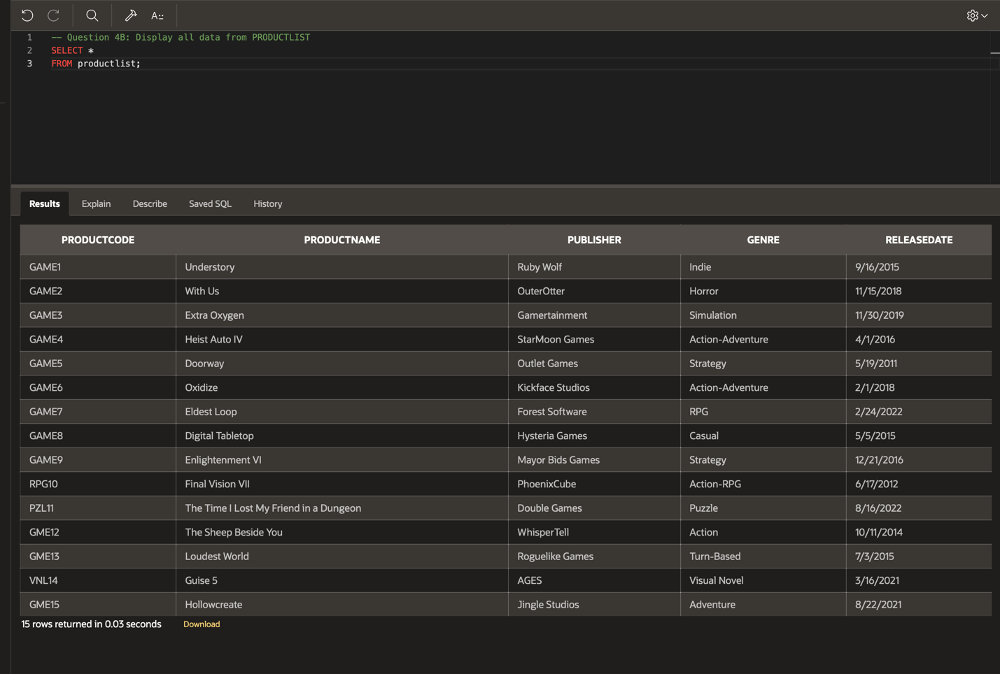 A
1 -- Question 4B: Display all data from PRODUCTLIST
2 SELECT *
3 FROM productlist;
Results Explain Describe Saved SQL History
PRODUCTCODE PRODUCTNAME PUBLISHER GENRE RELEASEDATE
GAME1 Understory Ruby Wolf Indie 9/16/2015
GAME2 With Us OuterOtter Horror 11/15/2018
GAME3 Extra Oxygen Gamertainment Simulation 11/30/2019
GAME4 Heist Auto IV StarMoon Games Action-Adventure 4/1/2016
GAME5 Doorway Outlet Games Strategy 5/19/2011
GAME6 Oxidize Kickface Studios Action-Adventure 2/1/2018
GAME7 Eldest Loop Forest Software RPG 2/24/2022
GAME8 Digital Tabletop Hysteria Games Casual 5/5/2015
GAME9 Enlightenment VI Mayor Bids Games Strategy 12/21/2016
RPG10 Final Vision VII PhoenixCube Action-RPG 6/17/2012
PZL11 The Time I Lost My Friend in a Dungeon Double Games Puzzle 8/16/2022
GME12 The Sheep Beside You WhisperTell Action 10/11/2014
GME13 Loudest World Roguelike Games Turn-Based 7/3/2015
VNL14 Guise 5 AGES Visual Novel 3/16/2021
GME15 Hollowcreate Jingle Studios Adventure 8/22/2021
15 rows returned in 0.03 seconds Download